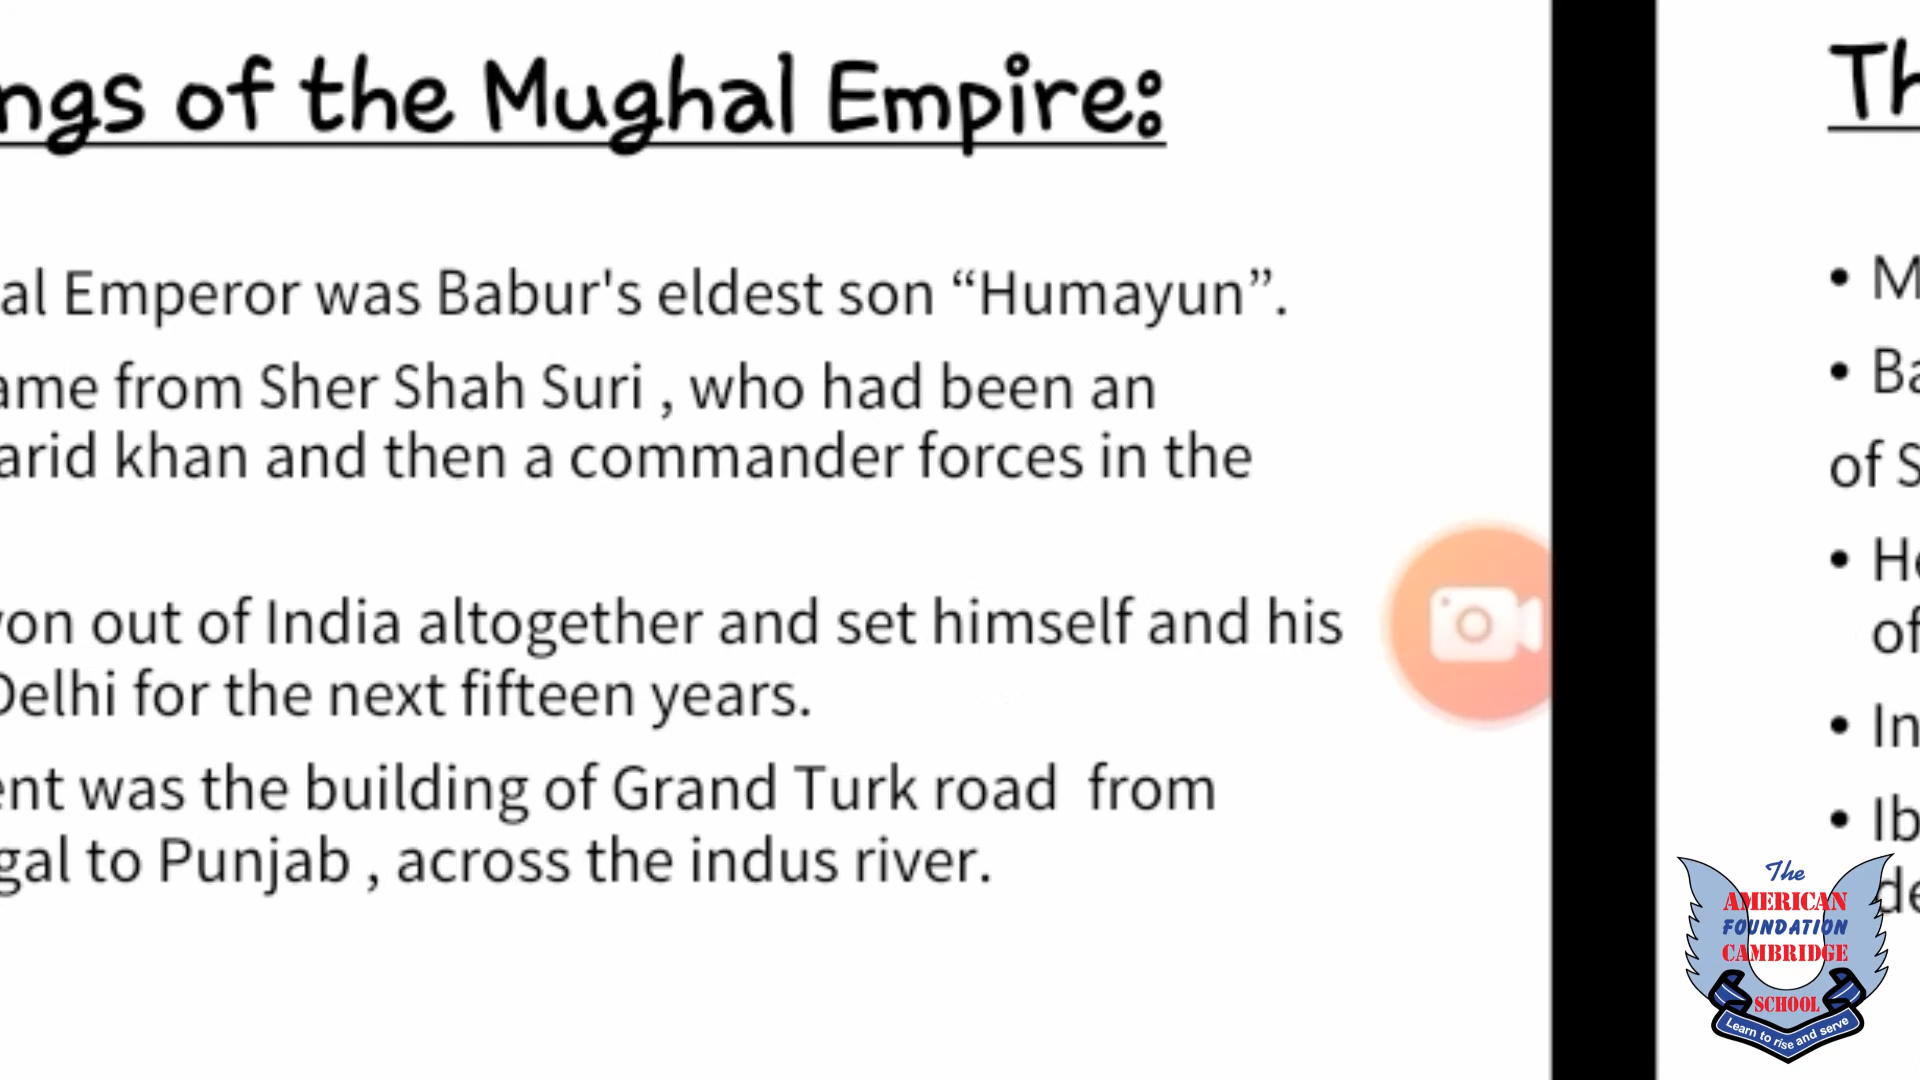 ngs of the Mughal Empire:
al Emperor was Babur's eldest son “Humayun”.
ame from Sher Shah Suri , who had been an
arid khan and then a commander forces in the
on out of India altogether and set himself and his
Delhi for the next fifteen years.
ent was the building of Grand Turk road from
gal to Punjab , across the indus river.
Th
• M
• Ba
of S
• He
of
• In
• Ib
de
The
AMERICAN
FOUNDATION
CAMBRIDGE
SCHOOL
Learn to rise and serve